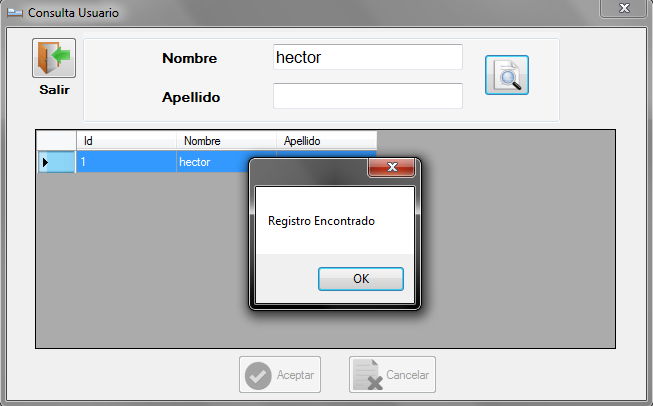 Consulta Usuario
Salir
Nombre hector
Apellido
Id Nombre Apellido
1 hector
Registro Encontrado
OK
Aceptar Cancelar